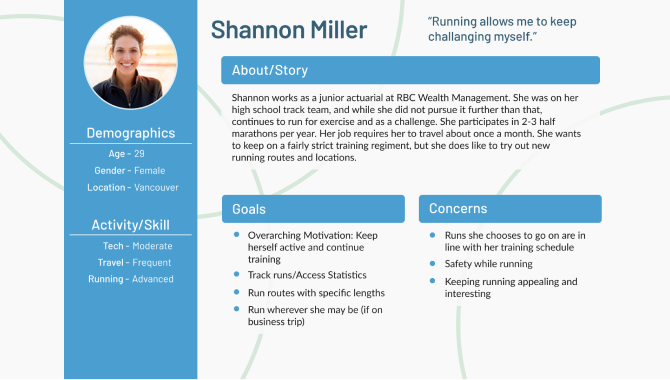 Shannon Miller
“Running allows me to keep
challanging myself.”
About/Story
Shannon works as a junior actuarial at RBC Wealth Management. She was on her
high school track team, and while she did not pursue it further than that,
continues to run for exercise and as a challenge. She participates in 2-3 half
marathons per year. Her job requires her to travel about once a month. She wants
to keep on a fairly strict training regiment, but she does like to try out new
running routes and locations.
Demographics
Age - 29
Gender - Female
Location - Vancouver
Activity/Skill
Tech - Moderate
Travel - Frequent
Running - Advanced
Goals
Overarching Motivation: Keep
herself active and continue
training
Track runs/Access Statistics
Run routes with specific lengths
Run wherever she may be (if on
business trip)
Concerns
Runs she chooses to go on are in
line with her training schedule
Safety while running
Keeping running appealing and
interesting